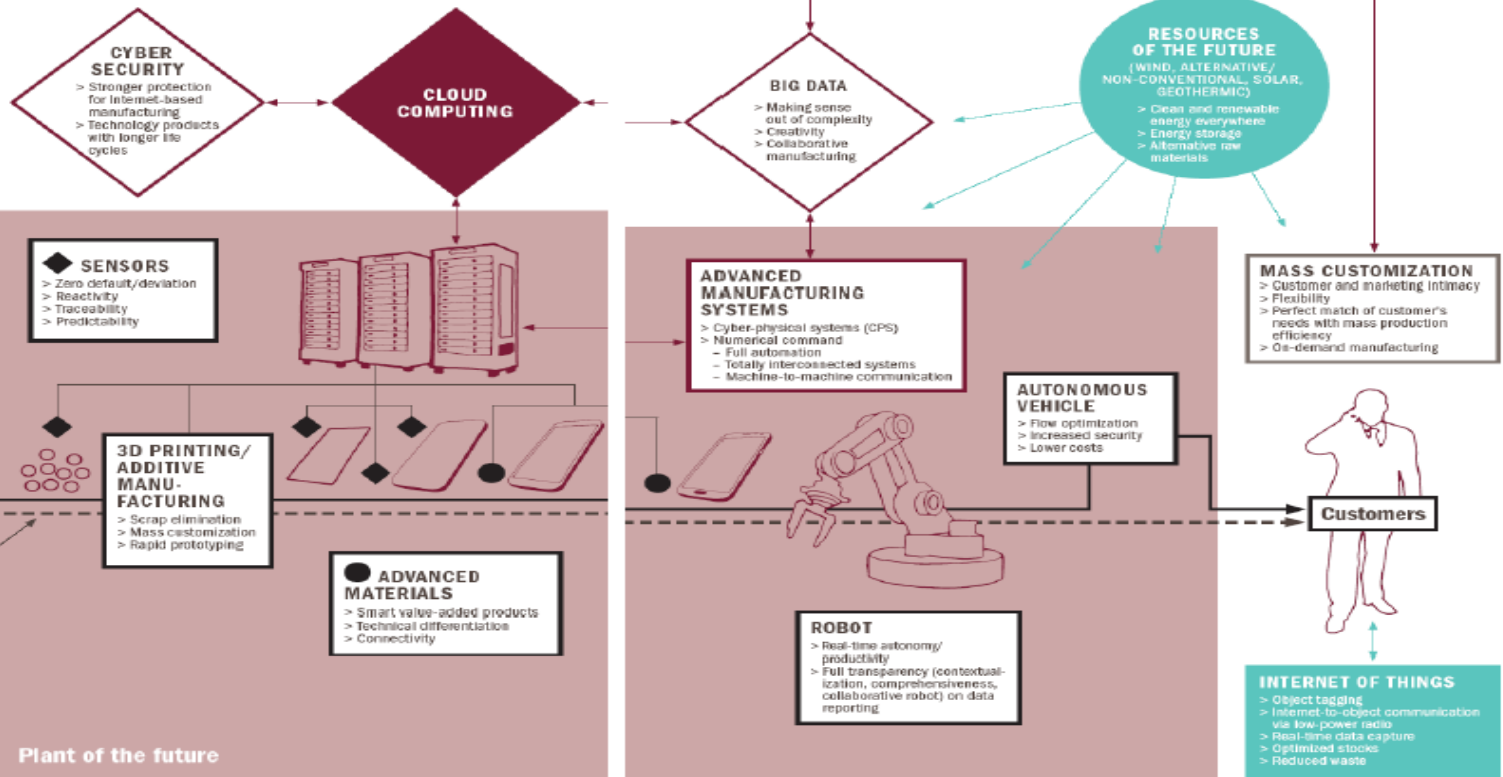 CYBER
SECURITY
> Stronger protection
for Internet-based
manufacturing
> Technology products
with longer life
cycles
CLOUD
COMPUTING
BIG DATA
> Making sense
out of complexity
> Creativity
> Collaborative
manufacturing
RESOURCES
OF THE FUTURE
(WIND, ALTERNATIVE/
NON-CONVENTIONAL, SOLAR,
GEOTHERMIC)
> Clean and renewable
energy everywhere
> Energy storage
> Alternative raw
materials
SENSORS
> Zero default/deviation
> Reactivity
> Traceability
> Predictability
ADVANCED
MANUFACTURING
SYSTEMS
> Cyber-physical systems (CPS)
> Numerical command
– Full automation
– Totally interconnected systems
– Machine-to-machine communication
MASS CUSTOMIZATION
> Customer and marketing intimacy
> Flexibility
> Perfect match of customer's
needs with mass production
efficiency
> On-demand manufacturing
3D PRINTING/
ADDITIVE
MANU-
FACTURING
> Scrap elimination
> Mass customization
> Rapid prototyping
AUTONOMOUS
VEHICLE
> Flow optimization
> Increased security
> Lower costs
Customers
ADVANCED
MATERIALS
> Smart value-added products
> Technical differentiation
> Connectivity
ROBOT
> Real-time autonomy/
productivity
> Full transparency (contextual-
ization, comprehensiveness,
collaborative robot) on data
reporting
INTERNET OF THINGS
> Object tagging
> Internet-to-object communication
via low-power radio
> Real-time data capture
> Optimized stocks
> Reduced waste
Plant of the future